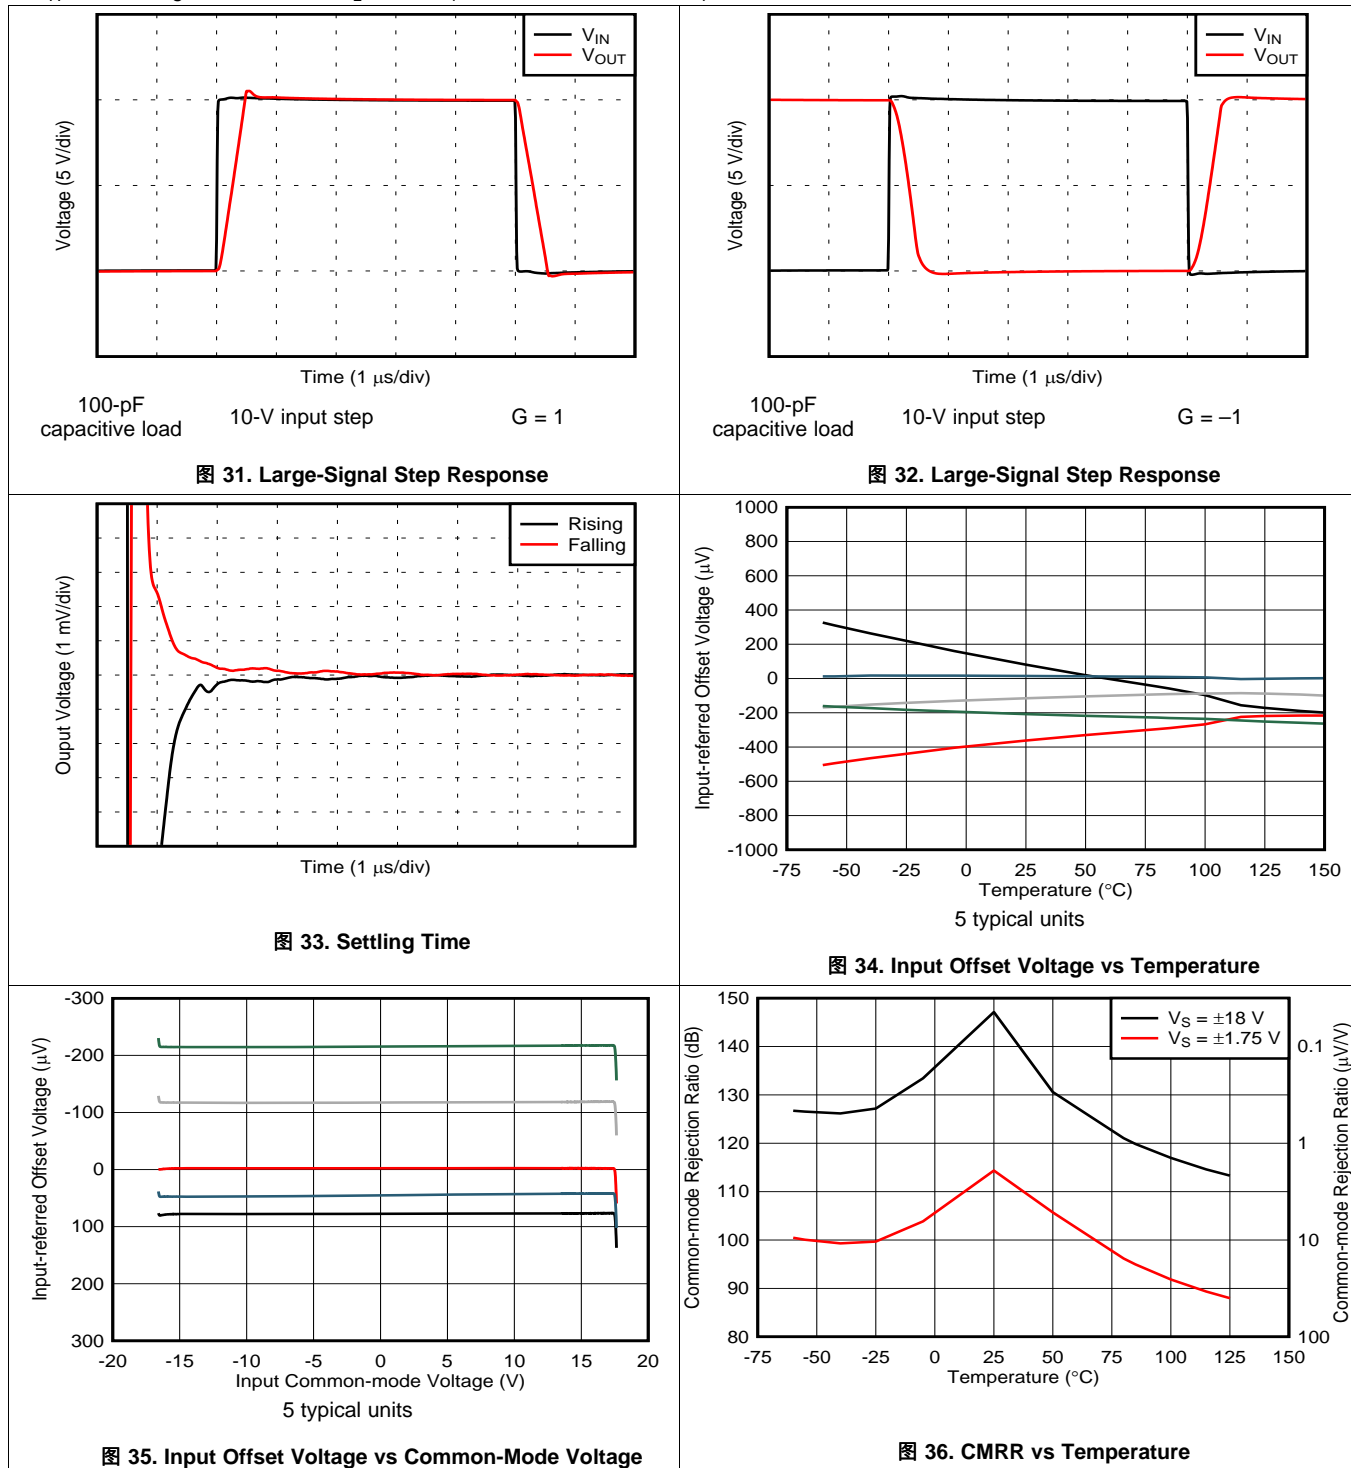 VIN
VOUT
Voltage (5 V/div)
Time (1 μs/div)
100-pF
capacitive load
10-V input step
G = 1
图 31. Large-Signal Step Response
VIN
VOUT
Voltage (5 V/div)
Time (1 μs/div)
100-pF
capacitive load
10-V input step
G = –1
图 32. Large-Signal Step Response
Rising
Falling
Ouput Voltage (1 mV/div)
Time (1 μs/div)
图 33. Settling Time
Input-referred Offset Voltage (μV)
1000
800
600
400
200
0
-200
-400
-600
-800
-1000
-75 -50 -25 0 25 50 75 100 125 150
Temperature (°C)
5 typical units
图 34. Input Offset Voltage vs Temperature
Input-referred Offset Voltage (μV)
-300
-200
-100
0
100
200
300
-20 -15 -10 -5 0 5 10 15 20
Input Common-mode Voltage (V)
5 typical units
图 35. Input Offset Voltage vs Common-Mode Voltage
VS = ±18 V
VS = ±1.75 V
Common-mode Rejection Ratio (dB)
150
140
130
120
110
100
90
80
-75 -50 -25 0 25 50 75 100 125 150
Temperature (°C)
0.1
1
10
100
Common-mode Rejection Ratio (μV/V)
图 36. CMRR vs Temperature